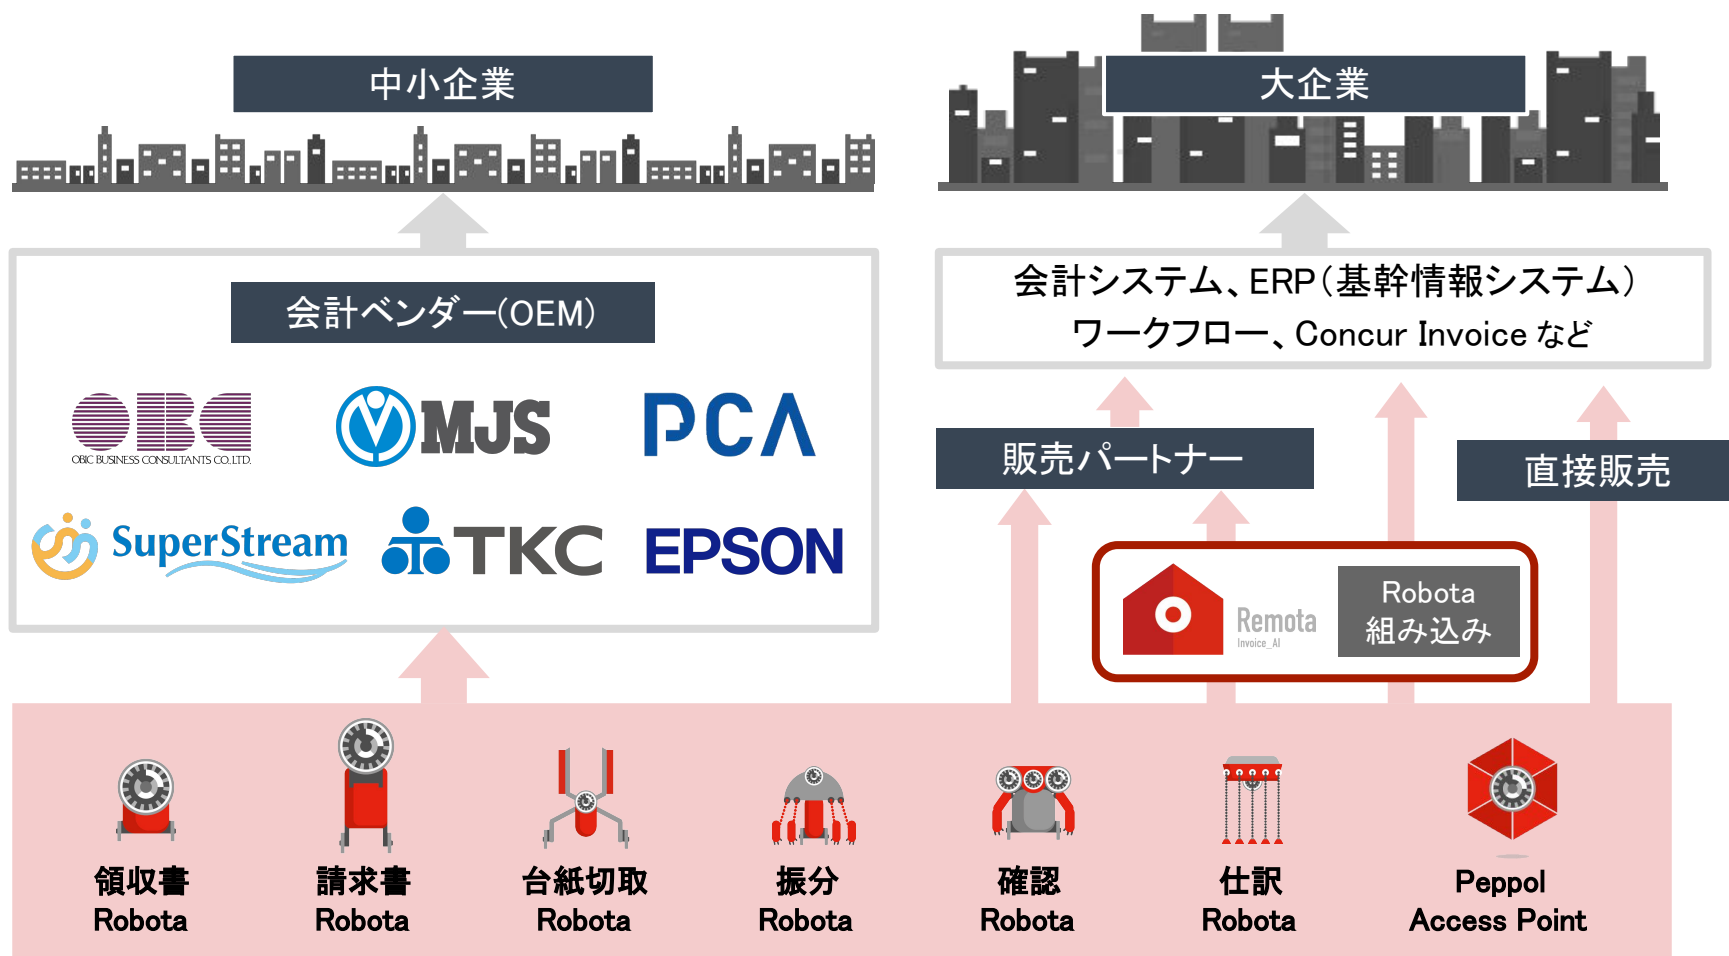 中小企業
大企業
会計ベンダー(OEM)
OBC
OBIC BUSINESS CONSULTANTS CO.,LTD.
MJS
PCA
SuperStream
TKC
EPSON
会計システム、ERP(基幹情報システム)
ワークフロー、Concur Invoice など
販売パートナー
直接販売
Remota
Invoice_AI
Robota
組み込み
領収書
Robota
請求書
Robota
台紙切取
Robota
振分
Robota
確認
Robota
仕訳
Robota
Peppol
Access Point